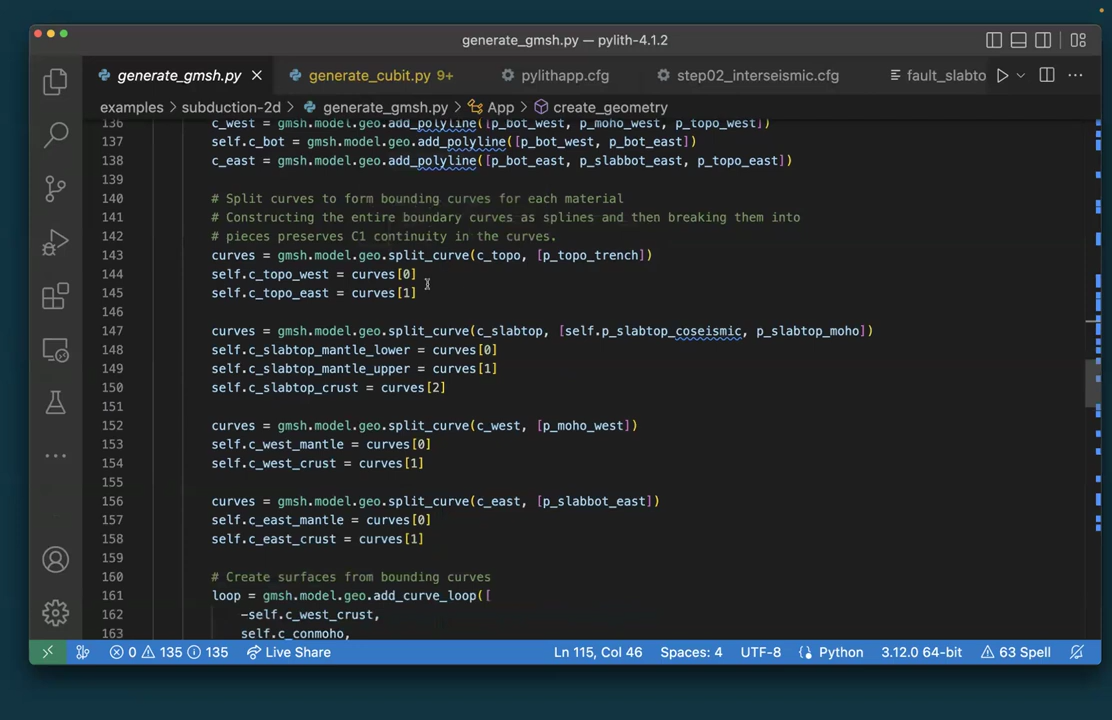 generate_gmsh.py — pylith-4.1.2
generate_gmsh.py generate_cubit.py 9+ pylithapp.cfg step02_interseismic.cfg fault_slabto
examples > subduction-2d > generate_gmsh.py > App > create_geometry
136 c_west = gmsh.model.geo.add_polyline([p_bot_west, p_moho_west, p_topo_west])
137 self.c_bot = gmsh.model.geo.add_polyline([p_bot_west, p_bot_east])
138 c_east = gmsh.model.geo.add_polyline([p_bot_east, p_slabbot_east, p_topo_east])
139
140 # Split curves to form bounding curves for each material
141 # Constructing the entire boundary curves as splines and then breaking them into
142 # pieces preserves C1 continuity in the curves.
143 curves = gmsh.model.geo.split_curve(c_topo, [p_topo_trench])
144 self.c_topo_west = curves[0]
145 self.c_topo_east = curves[1]
146
147 curves = gmsh.model.geo.split_curve(c_slabtop, [self.p_slabtop_coseismic, p_slabtop_moho])
148 self.c_slabtop_mantle_lower = curves[0]
149 self.c_slabtop_mantle_upper = curves[1]
150 self.c_slabtop_crust = curves[2]
151
152 curves = gmsh.model.geo.split_curve(c_west, [p_moho_west])
153 self.c_west_mantle = curves[0]
154 self.c_west_crust = curves[1]
155
156 curves = gmsh.model.geo.split_curve(c_east, [p_slabbot_east])
157 self.c_east_mantle = curves[0]
158 self.c_east_crust = curves[1]
159
160 # Create surfaces from bounding curves
161 loop = gmsh.model.geo.add_curve_loop([
162 -self.c_west_crust,
163 self.c_conmoho,
0 135 135 Live Share Ln 115, Col 46 Spaces: 4 UTF-8 Python 3.12.0 64-bit 63 Spell